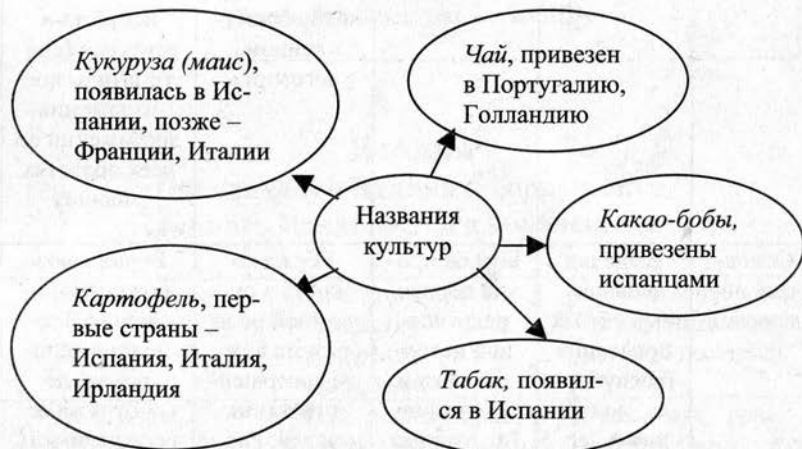 Кукуруза (маис),
появилась в Ис-
пании, позже –
Франции, Италии
Чай, привезен
в Португалию,
Голландию
Названия
культур
Какао-бобы,
привезены
испанцами
Картофель, пер-
вые страны –
Испания, Италия,
Ирландия
Табак, появил-
ся в Испании